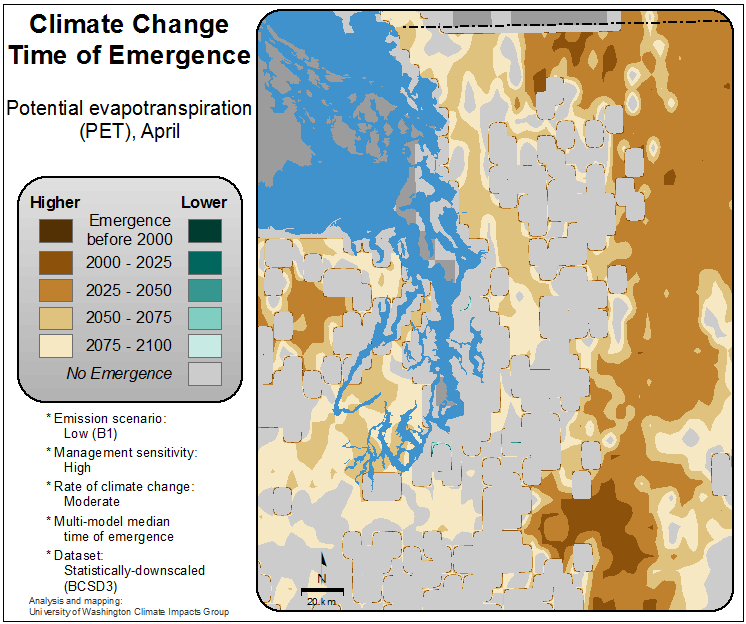 Climate Change
Time of Emergence
Potential evapotranspiration
(PET), April
Higher Lower
Emergence
before 2000
2000 - 2025
2025 - 2050
2050 - 2075
2075 - 2100
No Emergence
* Emission scenario:
Low (B1)
* Management sensitivity:
High
* Rate of climate change:
Moderate
* Multi-model median
time of emergence
* Dataset:
Statistically-downscaled
(BCSD3)
Analysis and mapping:
University of Washington Climate Impacts Group
N
20 km